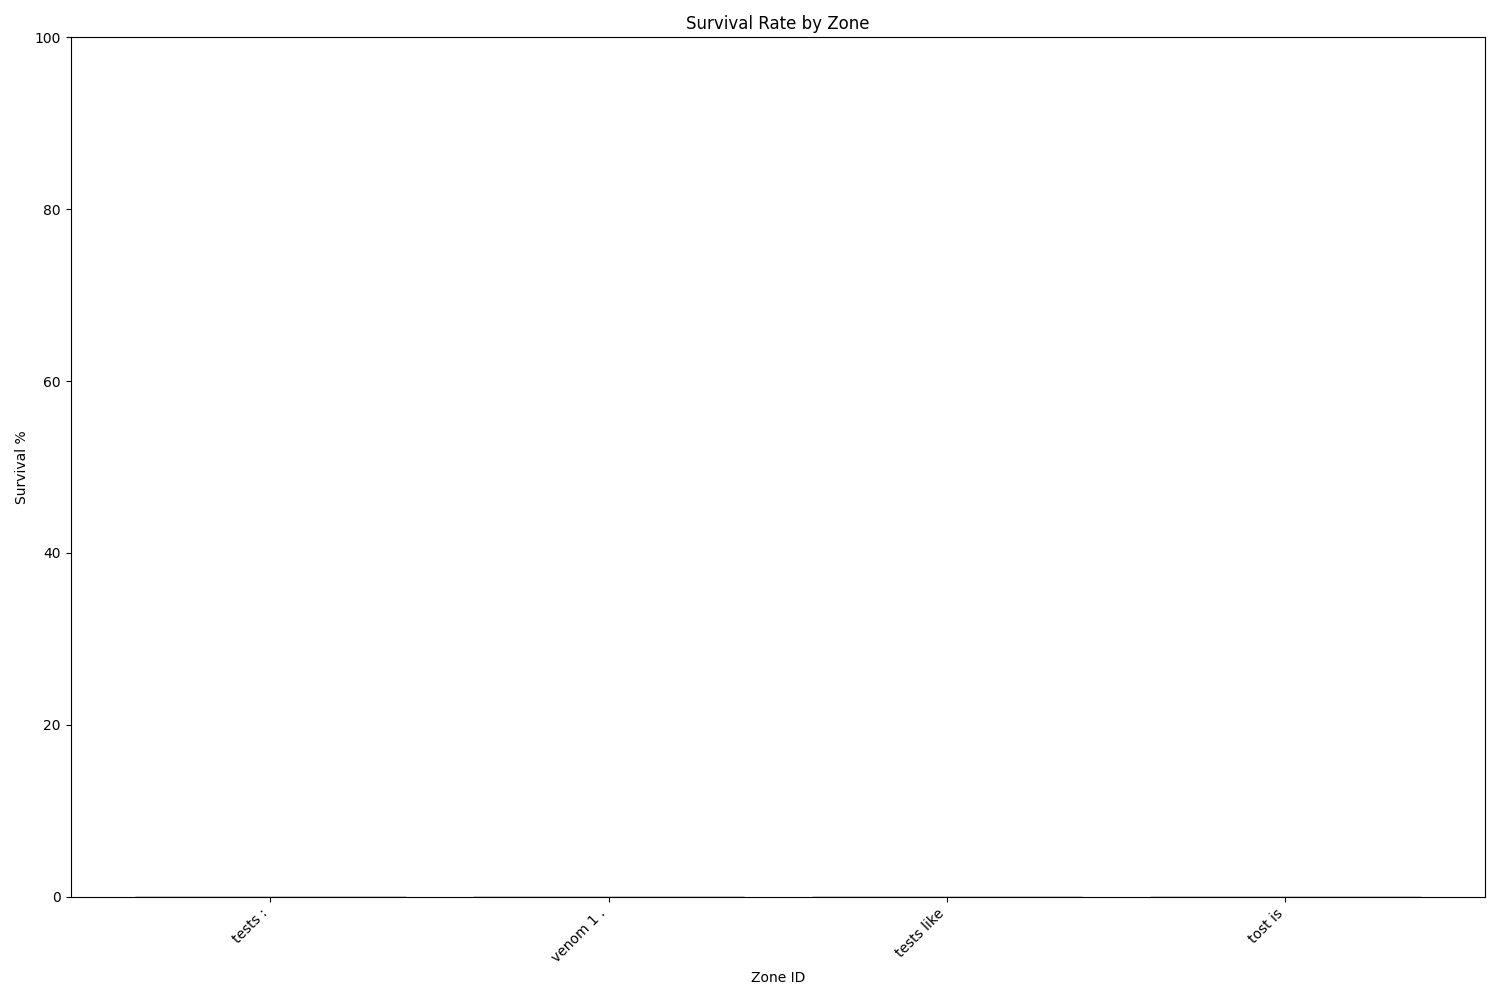 Survival Rate by Zone
100
80
60
40
20
0
Survival %
tests :
venom 1 .
tests like
tost is
Zone ID